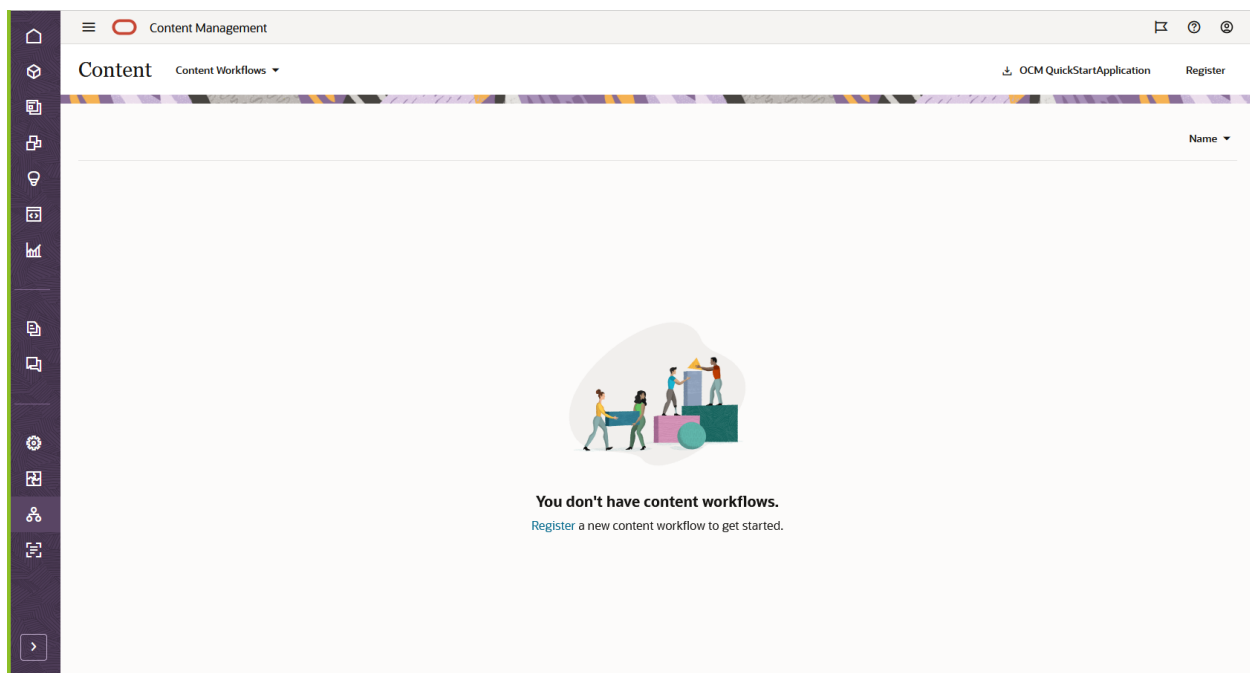 Content Management
Content Content Workflows OCM QuickStartApplication Register
Name
You don't have content workflows.
Register a new content workflow to get started.